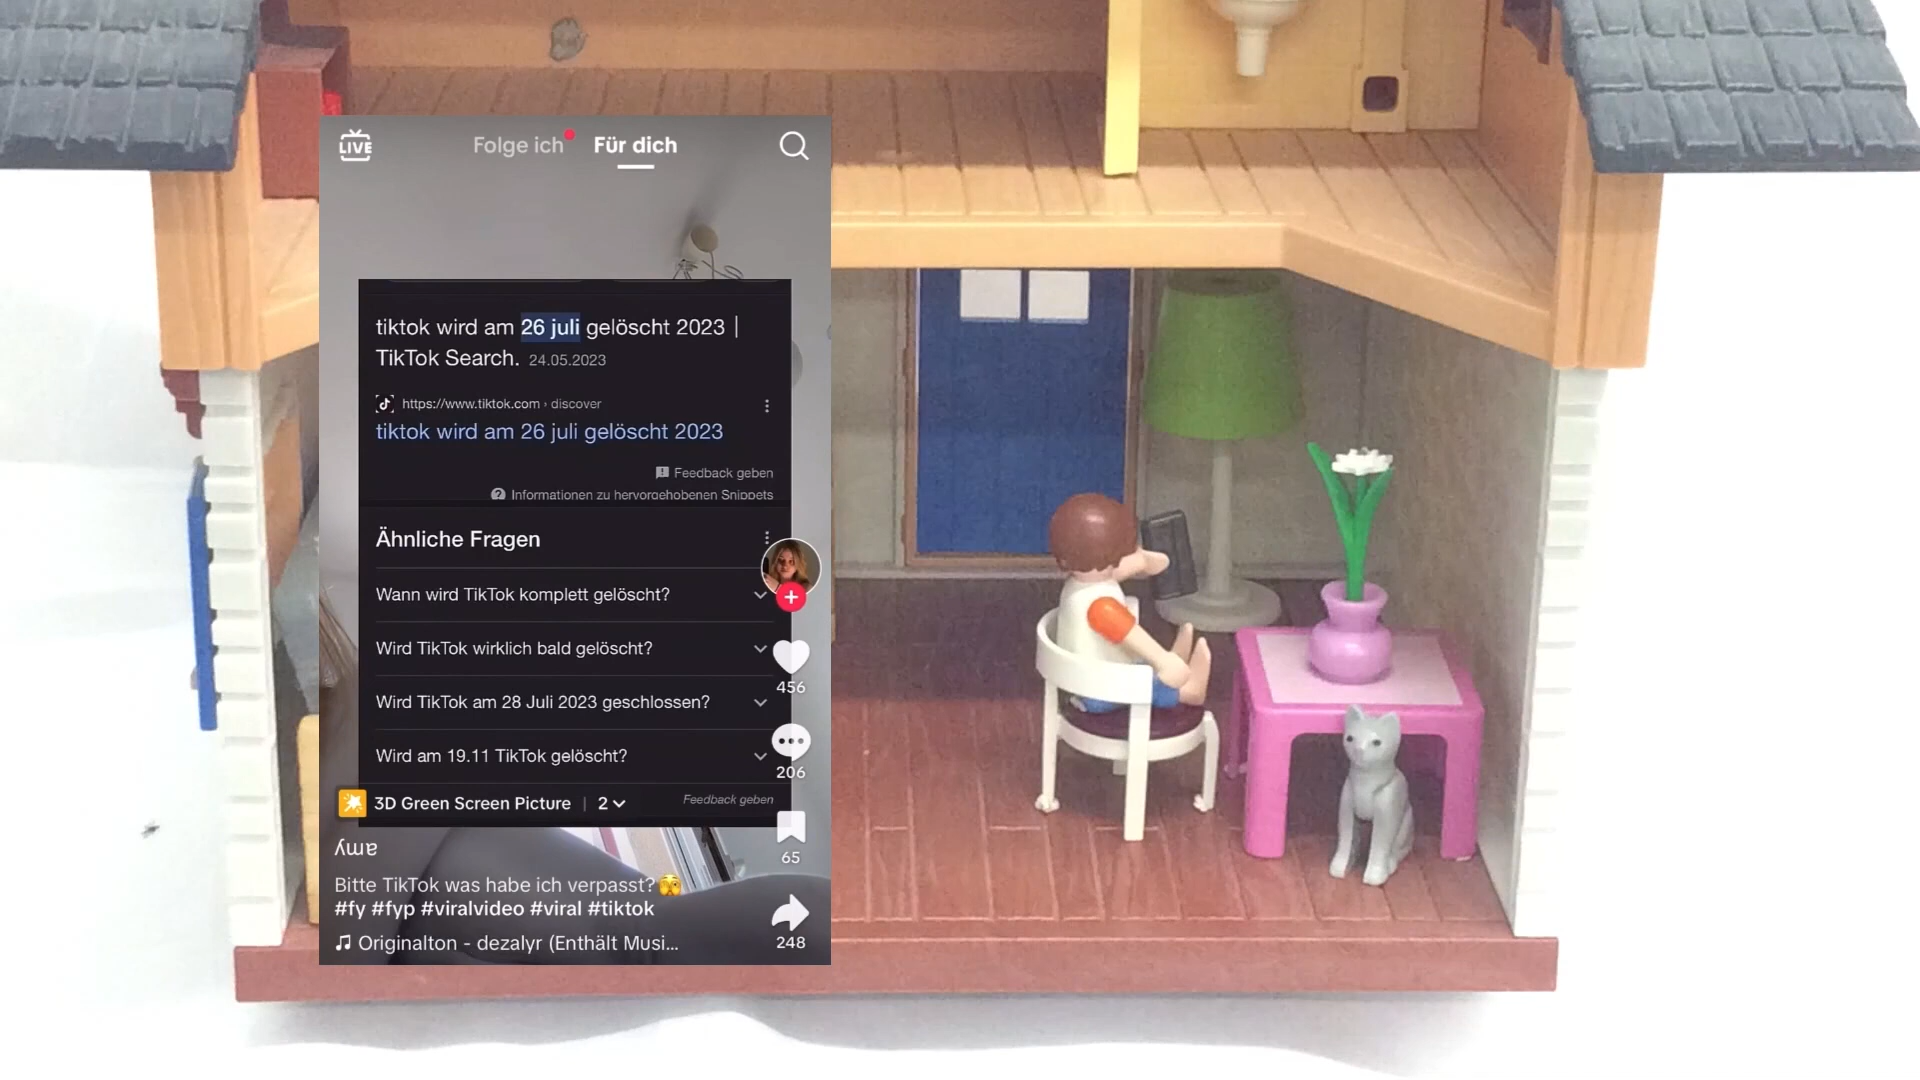 LIVE
Folge ich
Für dich
tiktok wird am 26 juli gelöscht 2023 |
TikTok Search. 24.05.2023
https://www.tiktok.com › discover
tiktok wird am 26 juli gelöscht 2023
Feedback geben
Informationen zu hervorgehobenen Snippets
Ähnliche Fragen
Wann wird TikTok komplett gelöscht?
Wird TikTok wirklich bald gelöscht?
456
Wird TikTok am 28 Juli 2023 geschlossen?
Wird am 19.11 TikTok gelöscht?
206
3D Green Screen Picture | 2
Feedback geben
65
Bitte TikTok was habe ich verpasst?🫣
#fy #fyp #viralvideo #viral #tiktok
Originalton - dezalyr (Enthält Musi...
248